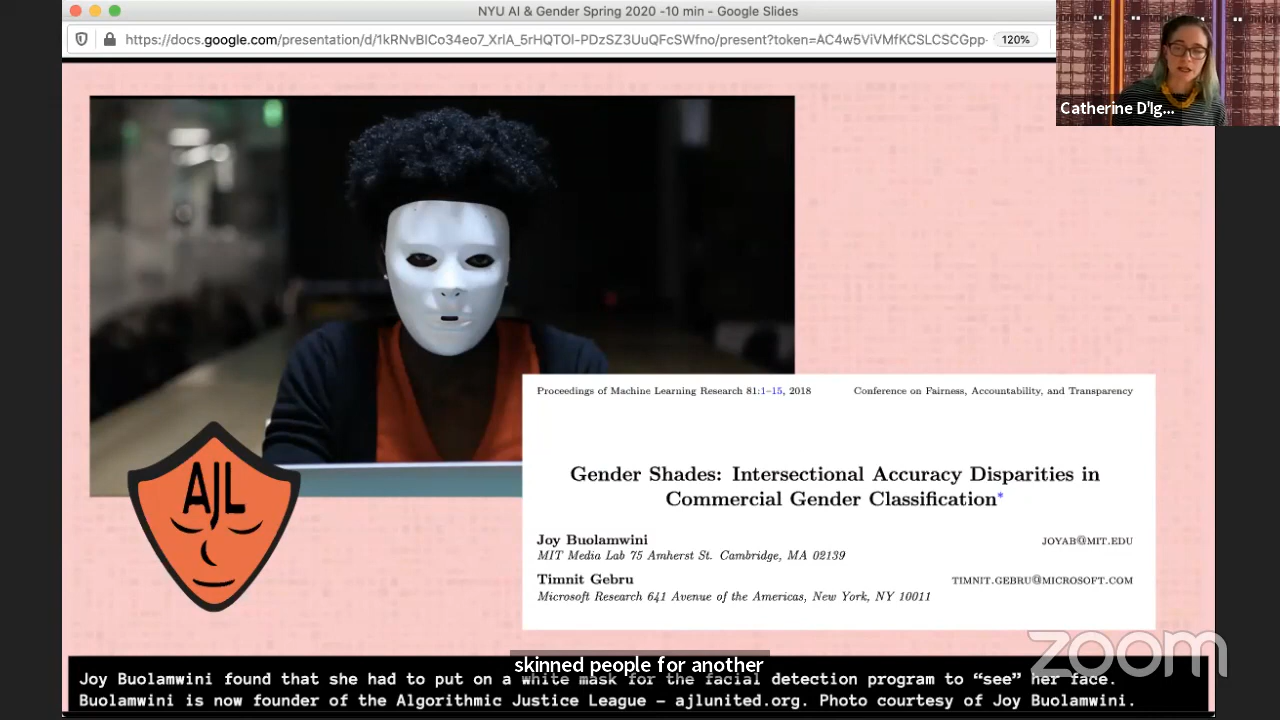 NYU AI & Gender Spring 2020 -10 min - Google Slides
https://docs.google.com/presentation/d/1kRNvBlCo34eo7_XrlA_5rHQTOl-PDzSZ3UuQFcSWfno/present?token=AC4w5ViVMfKCSLCSCGpp-
120%
Catherine D'Ig...
Proceedings of Machine Learning Research 81:1–15, 2018
Conference on Fairness, Accountability, and Transparency
Gender Shades: Intersectional Accuracy Disparities in
Commercial Gender Classification*
Joy Buolamwini
JOYAB@MIT.EDU
MIT Media Lab 75 Amherst St. Cambridge, MA 02139
Timnit Gebru
TIMNIT.GEBRU@MICROSOFT.COM
Microsoft Research 641 Avenue of the Americas, New York, NY 10011
AJL
zoom
skinned people for another
Joy Buolamwini found that she had to put on a white mask for the facial detection program to “see” her face.
Buolamwini is now founder of the Algorithmic Justice League – ajlunited.org. Photo courtesy of Joy Buolamwini.